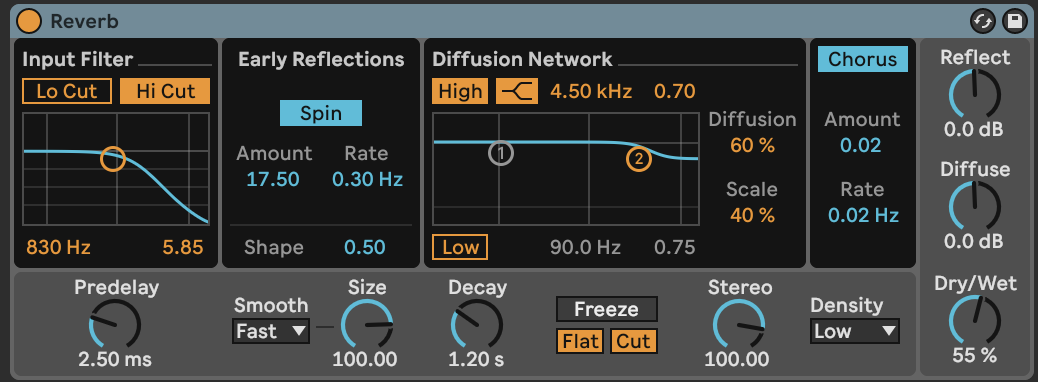 Reverb
Input Filter
Lo Cut Hi Cut
830 Hz 5.85
Early Reflections
Spin
Amount Rate
17.50 0.30 Hz
Shape 0.50
Diffusion Network
High 4.50 kHz 0.70
1
2
Low 90.0 Hz 0.75
Diffusion
60 %
Scale
40 %
Chorus
Amount
0.02
Rate
0.02 Hz
Reflect
0.0 dB
Diffuse
0.0 dB
Dry/Wet
55 %
Predelay
2.50 ms
Smooth
Fast
Size
100.00
Decay
1.20 s
Freeze
Flat Cut
Stereo
100.00
Density
Low